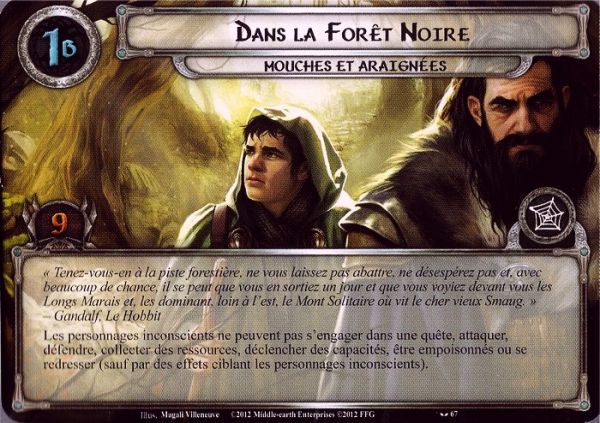 1B
DANS LA FORÊT NOIRE
MOUCHES ET ARAIGNÉES
9
« Tenez-vous-en à la piste forestière, ne vous laissez pas abattre, ne désespérez pas et, avec
beaucoup de chance, il se peut que vous en sortiez un jour et que vous voyiez devant vous les
Longs Marais et, les dominant, loin à l'est, le Mont Solitaire où vit le cher vieux Smaug. »
– Gandalf, Le Hobbit
Les personnages inconscients ne peuvent pas s'engager dans une quête, attaquer,
défendre, collecter des ressources, déclencher des capacités, être empoisonnés ou se
redresser (sauf par des effets ciblant les personnages inconscients).
Illus. Magali Villeneuve ©2012 Middle-earth Enterprises ©2012 FFG 67